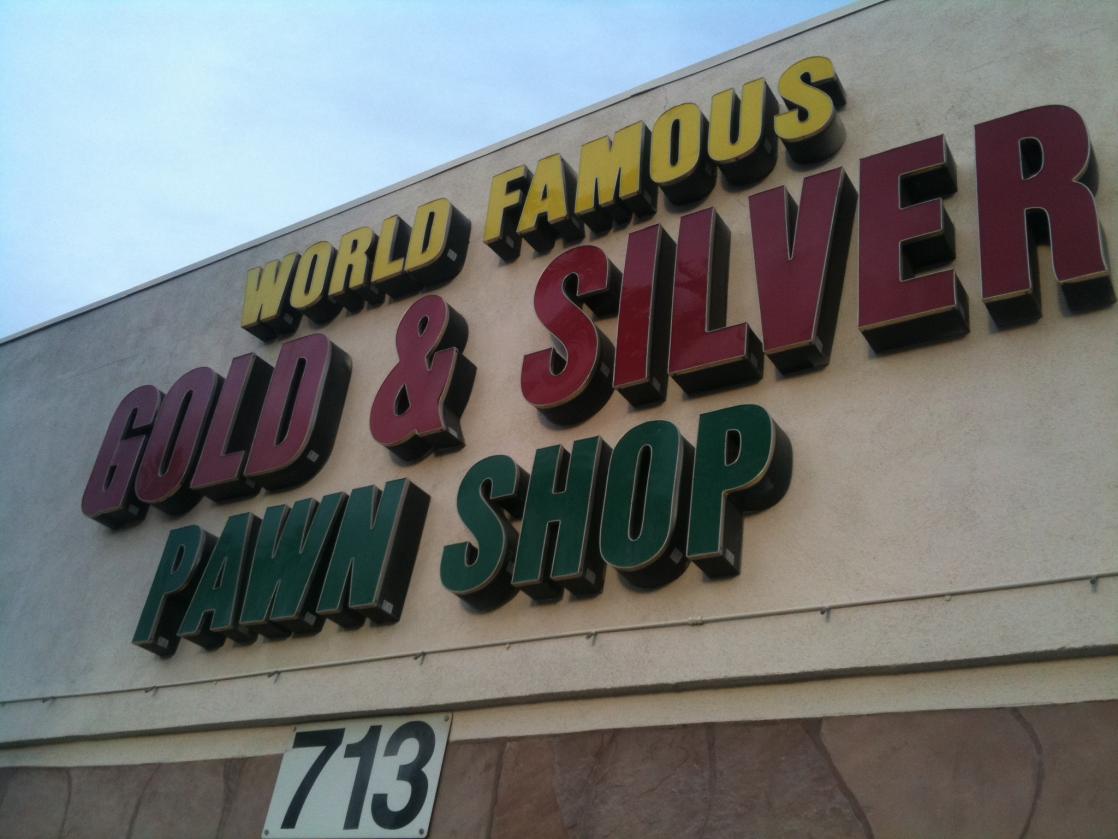 WORLD FAMOUS
GOLD & SILVER
PAWN SHOP
713